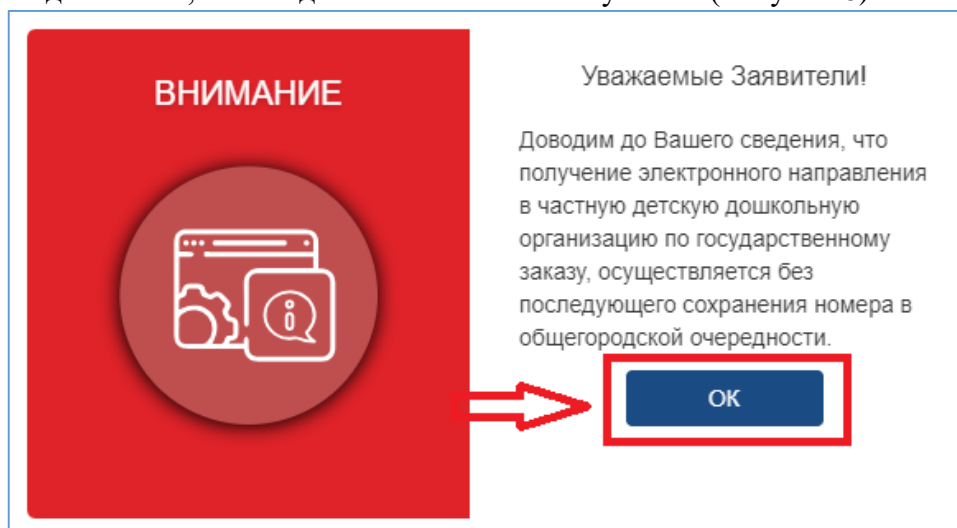 ВНИМАНИЕ
Уважаемые Заявители!
Доводим до Вашего сведения, что
получение электронного направления
в частную детскую дошкольную
организацию по государственному
заказу, осуществляется без
последующего сохранения номера в
общегородской очередности.
ОК